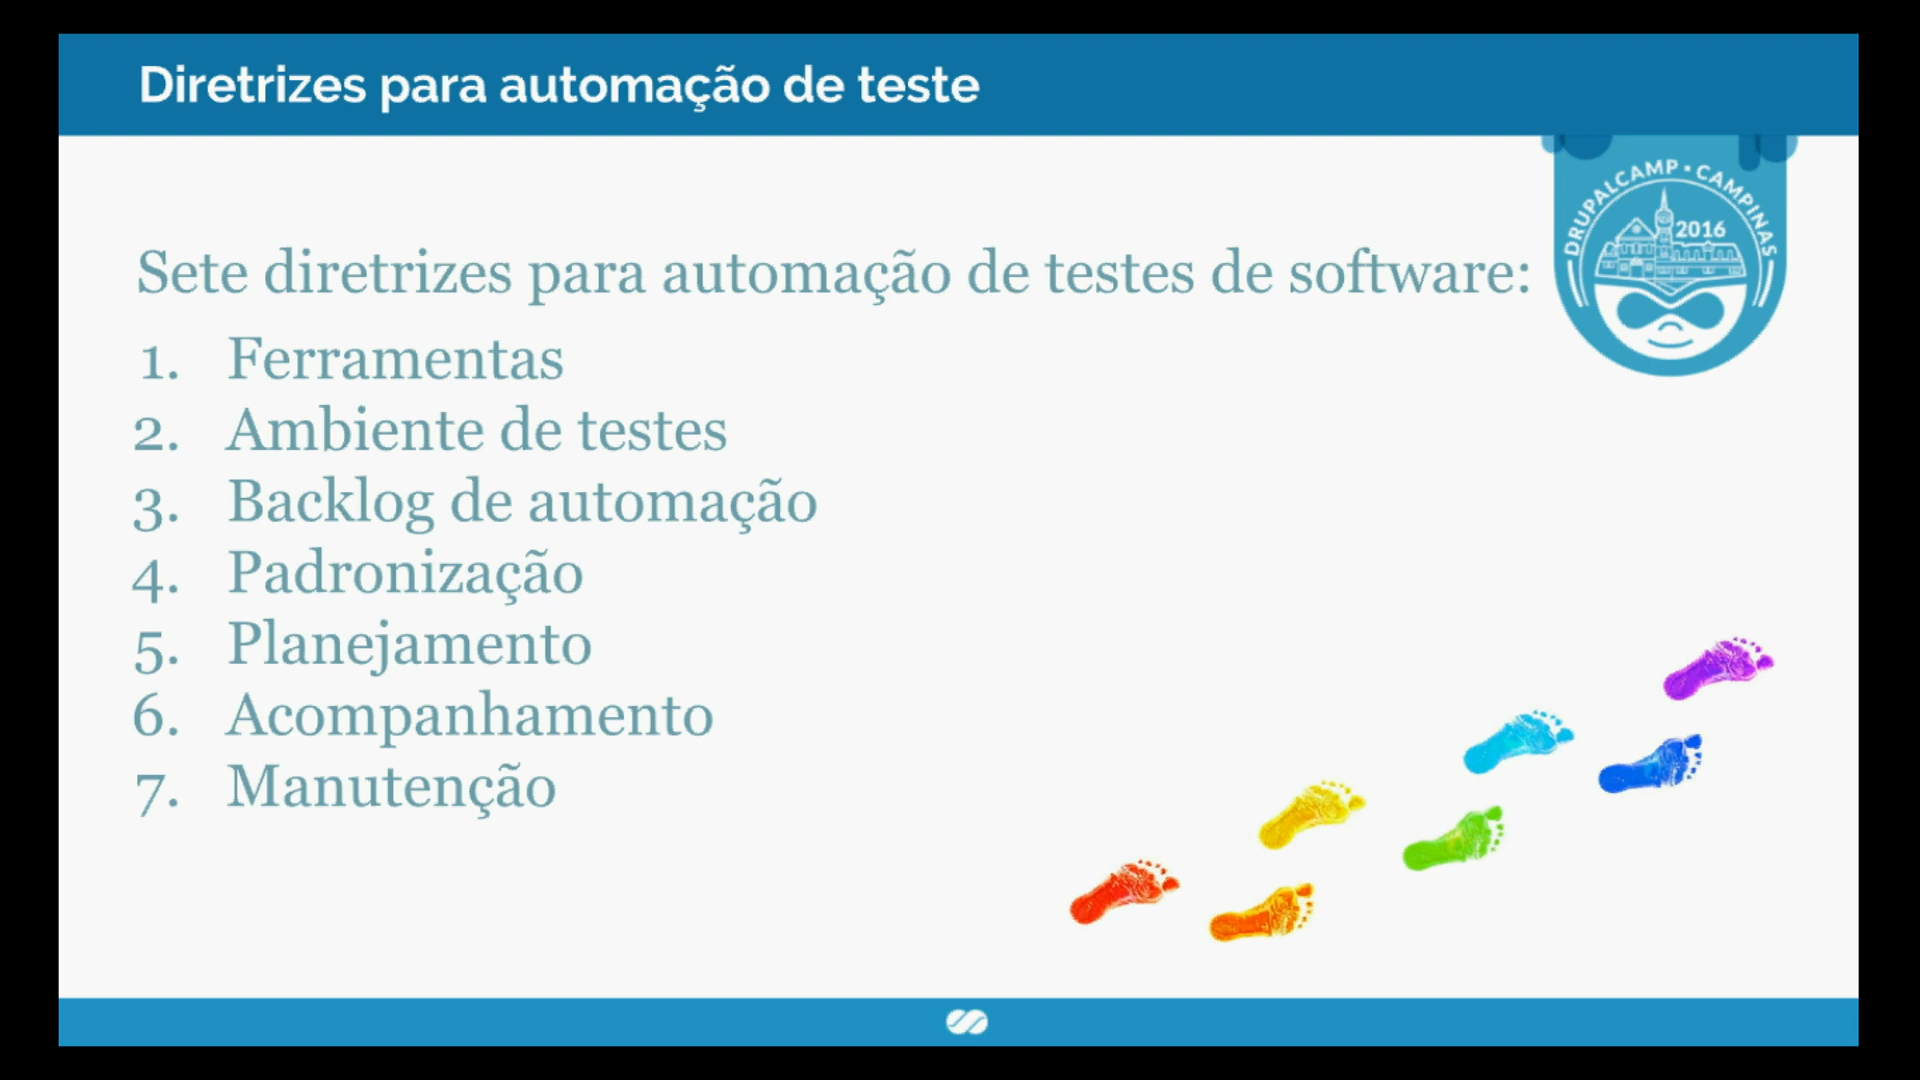 Diretrizes para automação de teste
DRUPALCAMP • CAMPINAS
2016
Sete diretrizes para automação de testes de software:
1. Ferramentas
2. Ambiente de testes
3. Backlog de automação
4. Padronização
5. Planejamento
6. Acompanhamento
7. Manutenção